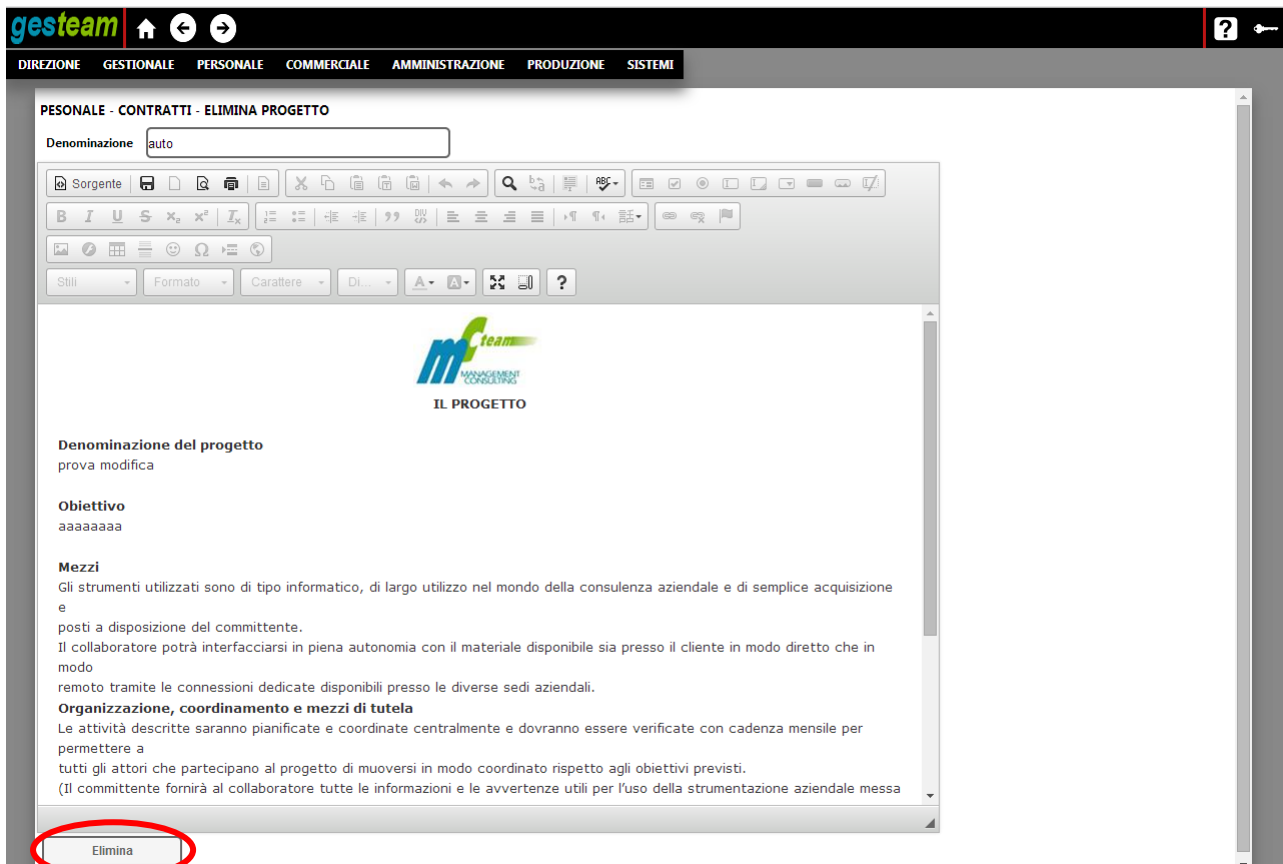 gesteam
DIREZIONE GESTIONALE PERSONALE COMMERCIALE AMMINISTRAZIONE PRODUZIONE SISTEMI
PESONALE - CONTRATTI - ELIMINA PROGETTO
Denominazione auto
Sorgente
Stili Formato Carattere Di...
mc team
MANAGEMENT
CONSULTING
IL PROGETTO
Denominazione del progetto
prova modifica
Obiettivo
aaaaaaaa
Mezzi
Gli strumenti utilizzati sono di tipo informatico, di largo utilizzo nel mondo della consulenza aziendale e di semplice acquisizione
e
posti a disposizione del committente.
Il collaboratore potrà interfacciarsi in piena autonomia con il materiale disponibile sia presso il cliente in modo diretto che in
modo
remoto tramite le connessioni dedicate disponibili presso le diverse sedi aziendali.
Organizzazione, coordinamento e mezzi di tutela
Le attività descritte saranno pianificate e coordinate centralmente e dovranno essere verificate con cadenza mensile per
permettere a
tutti gli attori che partecipano al progetto di muoversi in modo coordinato rispetto agli obiettivi previsti.
(Il committente fornirà al collaboratore tutte le informazioni e le avvertenze utili per l'uso della strumentazione aziendale messa
Elimina